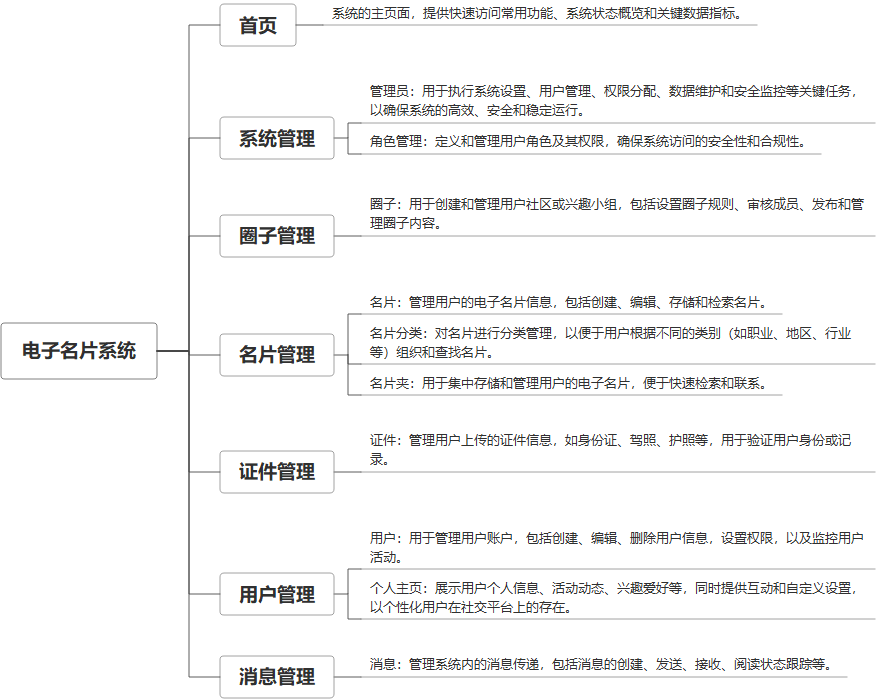 电子名片系统
首页
系统的主页面，提供快速访问常用功能、系统状态概览和关键数据指标。
系统管理
管理员：用于执行系统设置、用户管理、权限分配、数据维护和安全监控等关键任务，
以确保系统的高效、安全和稳定运行。
角色管理：定义和管理用户角色及其权限，确保系统访问的安全性和合规性。
圈子管理
圈子：用于创建和管理用户社区或兴趣小组，包括设置圈子规则、审核成员、发布和管
理圈子内容。
名片管理
名片：管理用户的电子名片信息，包括创建、编辑、存储和检索名片。
名片分类：对名片进行分类管理，以便于用户根据不同的类别（如职业、地区、行业
等）组织和查找名片。
名片夹：用于集中存储和管理用户的电子名片，便于快速检索和联系。
证件管理
证件：管理用户上传的证件信息，如身份证、驾照、护照等，用于验证用户身份或记
录。
用户管理
用户：用于管理用户账户，包括创建、编辑、删除用户信息，设置权限，以及监控用户
活动。
个人主页：展示用户个人信息、活动动态、兴趣爱好等，同时提供互动和自定义设置，
以个性化用户在社交平台上的存在。
消息管理
消息：管理系统内的消息传递，包括消息的创建、发送、接收、阅读状态跟踪等。